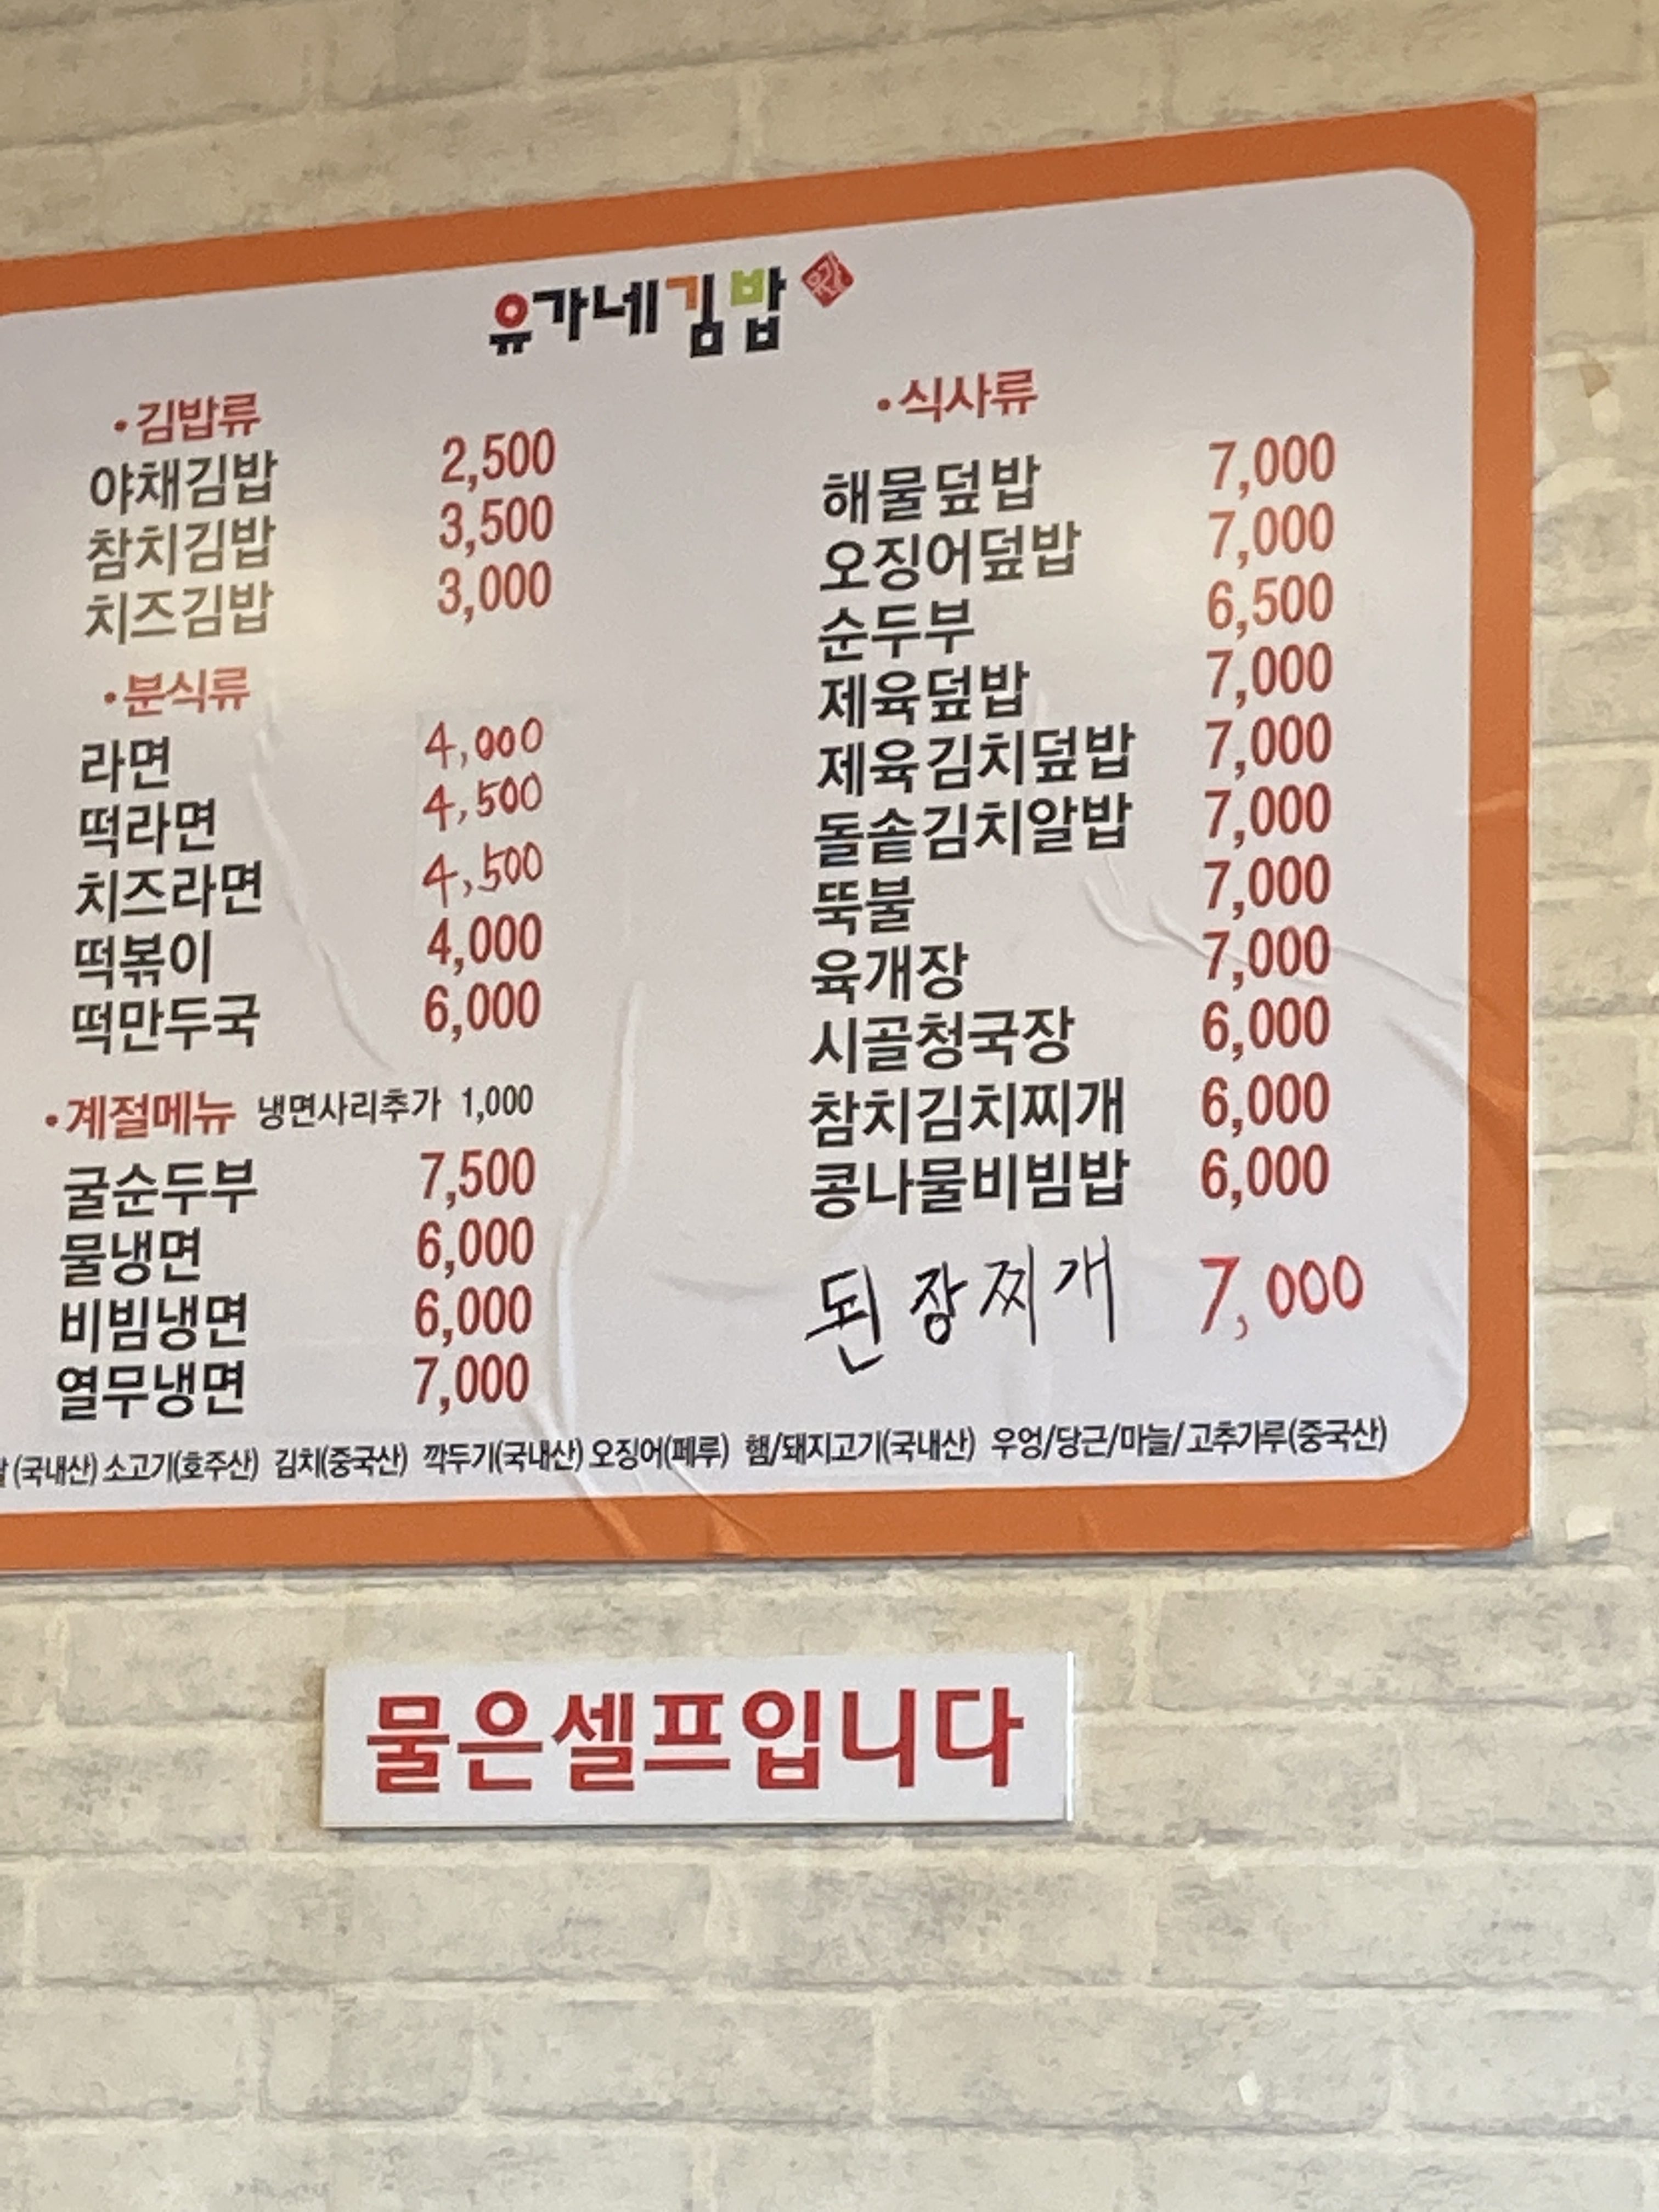 유가네김밥
·김밥류
야채김밥 2,500
참치김밥 3,500
치즈김밥 3,000
·분식류
라면 4,000
떡라면 4,500
치즈라면 4,500
떡볶이 4,000
떡만두국 6,000
·계절메뉴 냉면사리추가 1,000
굴순두부 7,500
물냉면 6,000
비빔냉면 6,000
열무냉면 7,000
·식사류
해물덮밥 7,000
오징어덮밥 7,000
순두부 6,500
제육덮밥 7,000
제육김치덮밥 7,000
돌솥김치알밥 7,000
뚝불 7,000
육개장 7,000
시골청국장 6,000
참치김치찌개 6,000
콩나물비빔밥 6,000
된장찌개 7,000
(국내산) 소고기(호주산) 김치(중국산) 깍두기(국내산) 오징어(페루) 햄/돼지고기(국내산) 우엉/당근/마늘/고추가루(중국산)
물은셀프입니다